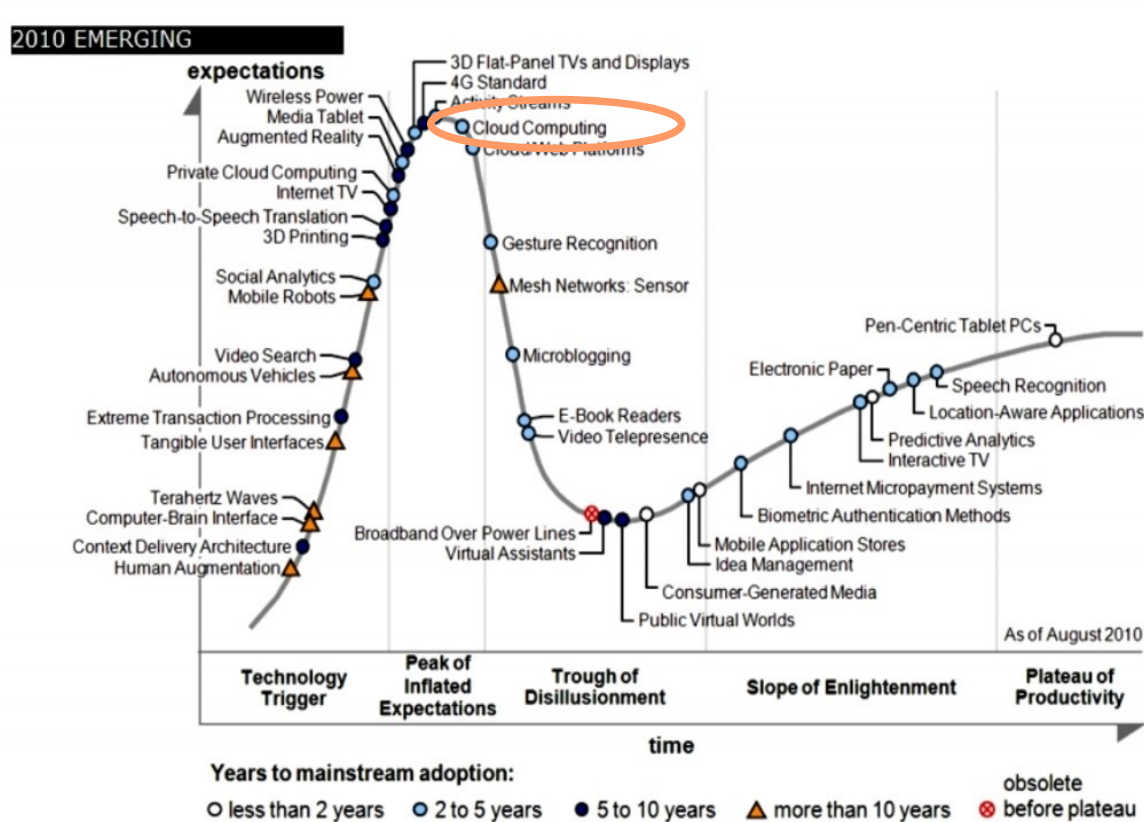 2010 EMERGING
expectations
3D Flat-Panel TVs and Displays
4G Standard
Activity Streams
Wireless Power
Media Tablet
Augmented Reality
Cloud Computing
Cloud/Web Platforms
Private Cloud Computing
Internet TV
Speech-to-Speech Translation
3D Printing
Gesture Recognition
Social Analytics
Mobile Robots
Mesh Networks: Sensor
Pen-Centric Tablet PCs
Video Search
Autonomous Vehicles
Microblogging
Electronic Paper
Speech Recognition
Extreme Transaction Processing
Tangible User Interfaces
E-Book Readers
Video Telepresence
Location-Aware Applications
Predictive Analytics
Interactive TV
Terahertz Waves
Computer-Brain Interface
Context Delivery Architecture
Human Augmentation
Internet Micropayment Systems
Biometric Authentication Methods
Broadband Over Power Lines
Virtual Assistants
Mobile Application Stores
Idea Management
Consumer-Generated Media
Public Virtual Worlds
As of August 2010
Technology
Trigger
Peak of
Inflated
Expectations
Trough of
Disillusionment
Slope of Enlightenment
Plateau of
Productivity
time
Years to mainstream adoption:
less than 2 years
2 to 5 years
5 to 10 years
more than 10 years
obsolete
before plateau